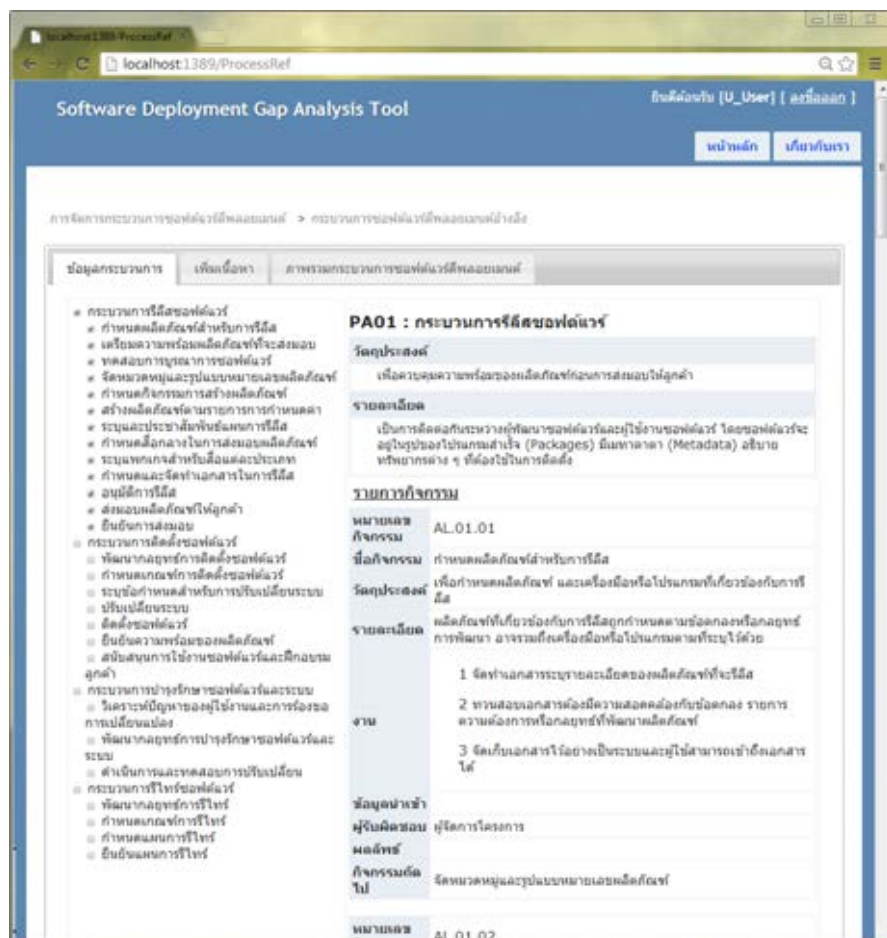 localhost:1389/ProcessRef
localhost:1389/ProcessRef
Software Deployment Gap Analysis Tool
ยินดีต้อนรับ [U_User] [ ลงชื่อออก ]
หน้าหลัก
เกี่ยวกับเรา
การจัดการกระบวนการซอฟต์แวร์ดีพลอยเมนต์ > กระบวนการซอฟต์แวร์ดีพลอยเมนต์อ้างอิง
ข้อมูลกระบวนการ
เพิ่มเนื้อหา
ภาพรวมกระบวนการซอฟต์แวร์ดีพลอยเมนต์
กระบวนการรีลีสซอฟต์แวร์
กำหนดผลิตภัณฑ์สำหรับการรีลีส
เตรียมความพร้อมผลิตภัณฑ์ที่จะส่งมอบ
ทดสอบการบูรณาการซอฟต์แวร์
จัดหมวดหมู่และรูปแบบหมายเลขผลิตภัณฑ์
กำหนดกิจกรรมการสร้างผลิตภัณฑ์
สร้างผลิตภัณฑ์ตามรายการการกำหนดค่า
ระบุและประชาสัมพันธ์แผนการรีลีส
กำหนดสื่อกลางในการส่งมอบผลิตภัณฑ์
ระบุแพกเกจสำหรับสื่อแต่ละประเภท
กำหนดและจัดทำเอกสารในการรีลีส
อนุมัติการรีลีส
ส่งมอบผลิตภัณฑ์ให้ลูกค้า
ยืนยันการส่งมอบ
กระบวนการติดตั้งซอฟต์แวร์
พัฒนากลยุทธ์การติดตั้งซอฟต์แวร์
กำหนดเกณฑ์การติดตั้งซอฟต์แวร์
ระบุข้อกำหนดสำหรับการปรับเปลี่ยนระบบ
ปรับเปลี่ยนระบบ
ติดตั้งซอฟต์แวร์
ยืนยันความพร้อมของผลิตภัณฑ์
สนับสนุนการใช้งานซอฟต์แวร์และฝึกอบรม
ลูกค้า
กระบวนการบำรุงรักษาซอฟต์แวร์และระบบ
วิเคราะห์ปัญหาของผู้ใช้งานและการร้องขอ
การเปลี่ยนแปลง
พัฒนากลยุทธ์การบำรุงรักษาซอฟต์แวร์และ
ระบบ
ดำเนินการและทดสอบการปรับเปลี่ยน
กระบวนการรีไทร์ซอฟต์แวร์
พัฒนากลยุทธ์การรีไทร์
กำหนดเกณฑ์การรีไทร์
กำหนดแผนการรีไทร์
ยืนยันแผนการรีไทร์
PA01 : กระบวนการรีลีสซอฟต์แวร์
วัตถุประสงค์
เพื่อควบคุมความพร้อมของผลิตภัณฑ์ก่อนการส่งมอบให้ลูกค้า
รายละเอียด
เป็นการติดต่อกันระหว่างผู้พัฒนาซอฟต์แวร์และผู้ใช้งานซอฟต์แวร์ โดยซอฟต์แวร์จะ
อยู่ในรูปของโปรแกรมสำเร็จ (Packages) มีเมทาดาตา (Metadata) อธิบาย
ทรัพยากรต่าง ๆ ที่ต้องใช้ในการติดตั้ง
รายการกิจกรรม
หมายเลข
กิจกรรม AL.01.01
ชื่อกิจกรรม กำหนดผลิตภัณฑ์สำหรับการรีลีส
วัตถุประสงค์ เพื่อกำหนดผลิตภัณฑ์ และเครื่องมือหรือโปรแกรมที่เกี่ยวข้องกับการรี
ลีส
รายละเอียด ผลิตภัณฑ์ที่เกี่ยวข้องกับการรีลีสถูกกำหนดตามข้อตกลงหรือกลยุทธ์
การพัฒนา อาจรวมถึงเครื่องมือหรือโปรแกรมตามที่ระบุไว้ด้วย
งาน
1 จัดทำเอกสารระบุรายละเอียดของผลิตภัณฑ์ที่จะรีลีส
2 ทวนสอบเอกสารต้องมีความสอดคล้องกับข้อตกลง รายการ
ความต้องการหรือกลยุทธ์ที่พัฒนาผลิตภัณฑ์
3 จัดเก็บเอกสารไว้อย่างเป็นระบบและผู้ใช้สามารถเข้าถึงเอกสาร
ได้
ข้อมูลนำเข้า
ผู้รับผิดชอบ ผู้จัดการโครงการ
ผลลัพธ์
กิจกรรมถัด
ไป จัดหมวดหมู่และรูปแบบหมายเลขผลิตภัณฑ์
หมายเลข
AL.01.02